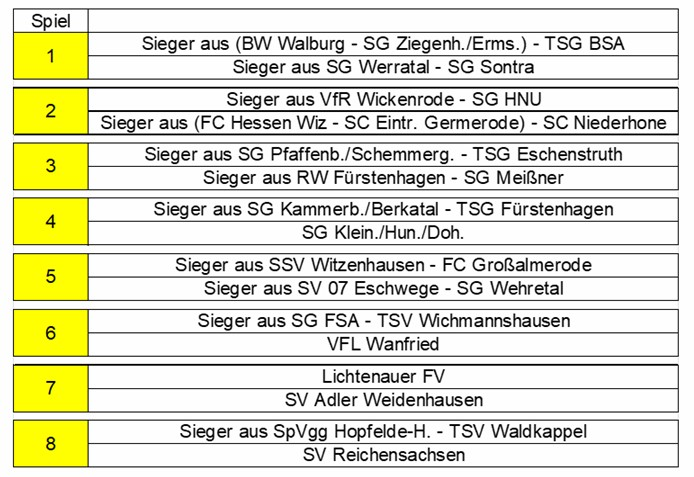 Spiel
1
Sieger aus (BW Walburg - SG Ziegenh./Erms.) - TSG BSA
Sieger aus SG Werratal - SG Sontra
2
Sieger aus VfR Wickenrode - SG HNU
Sieger aus (FC Hessen Wiz - SC Eintr. Germerode) - SC Niederhone
3
Sieger aus SG Pfaffenb./Schemmerg. - TSG Eschenstruth
Sieger aus RW Fürstenhagen - SG Meißner
4
Sieger aus SG Kammerb./Berkatal - TSG Fürstenhagen
SG Klein./Hun./Doh.
5
Sieger aus SSV Witzenhausen - FC Großalmerode
Sieger aus SV 07 Eschwege - SG Wehretal
6
Sieger aus SG FSA - TSV Wichmannshausen
VFL Wanfried
7
Lichtenauer FV
SV Adler Weidenhausen
8
Sieger aus SpVgg Hopfelde-H. - TSV Waldkappel
SV Reichensachsen